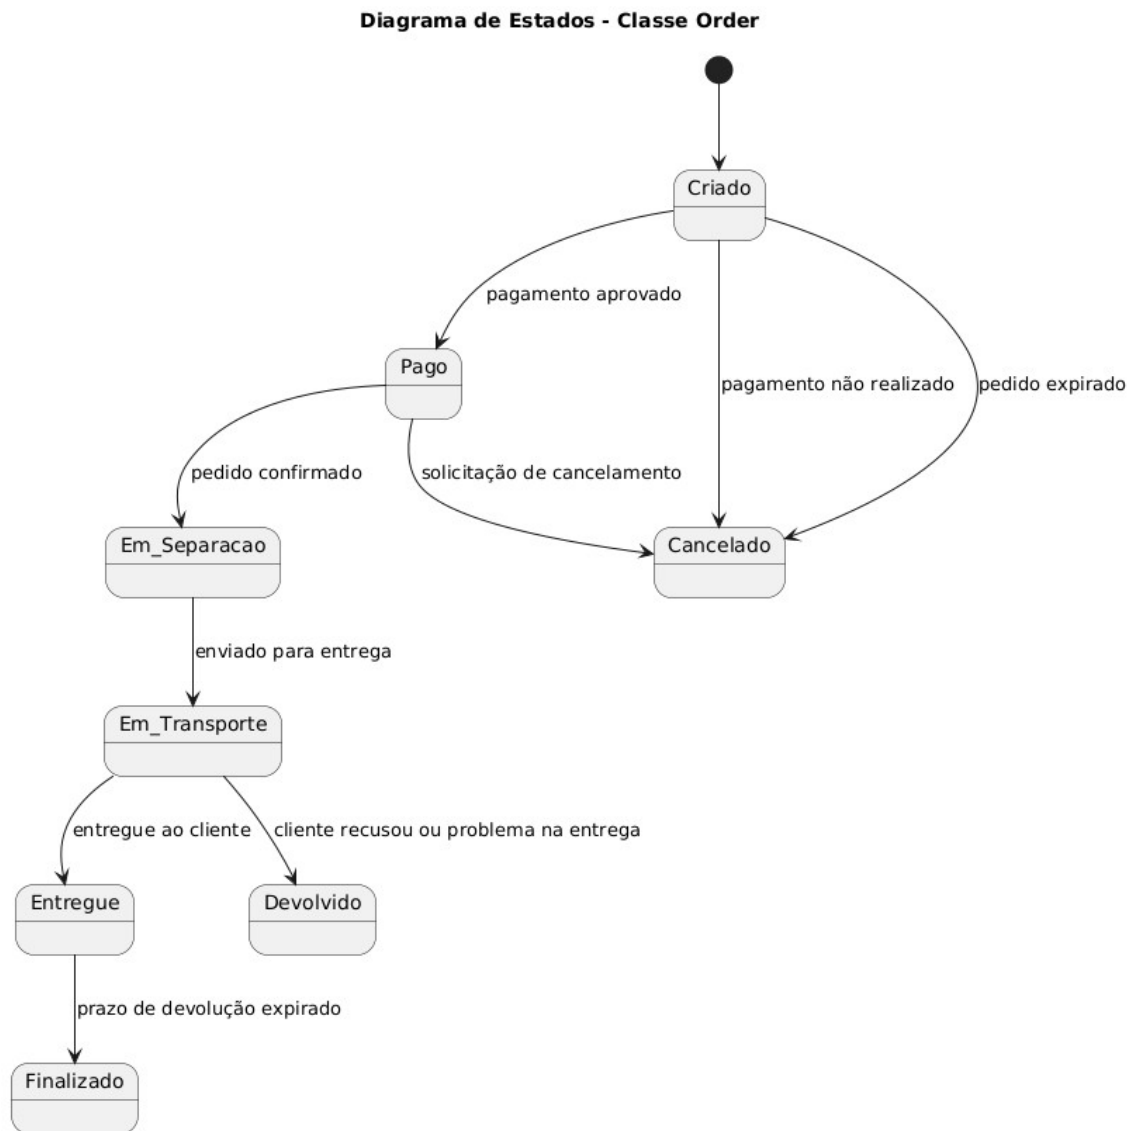 Diagrama de Estados - Classe Order
Criado
pagamento aprovado
Pago
pagamento não realizado
pedido expirado
pedido confirmado
solicitação de cancelamento
Em_Separacao
Cancelado
enviado para entrega
Em_Transporte
entregue ao cliente
cliente recusou ou problema na entrega
Entregue
Devolvido
prazo de devolução expirado
Finalizado